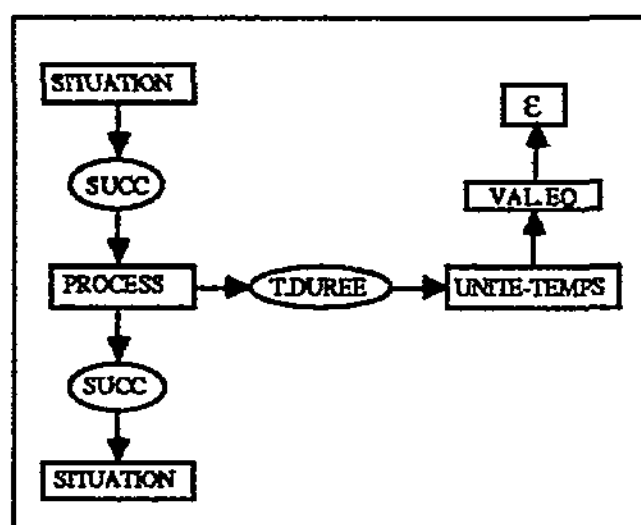 SITUATION
SUCC
PROCESS
T.DUREE
UNITE-TEMPS
VAL.EQ
ε
SUCC
SITUATION